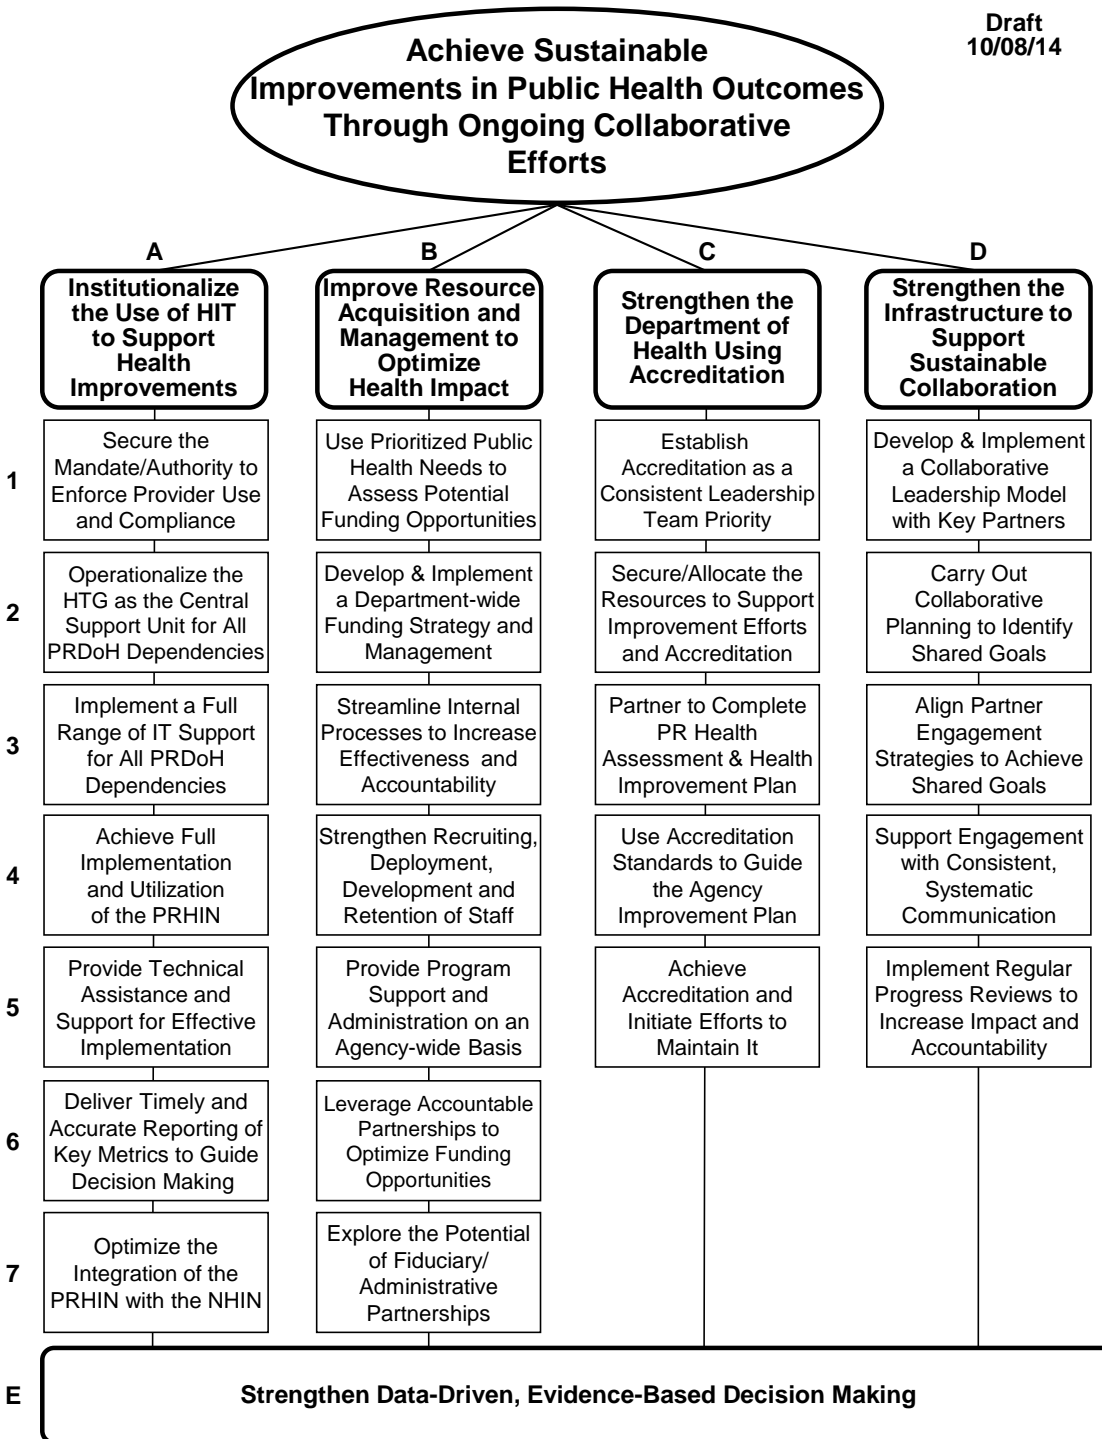 Draft
10/08/14
Achieve Sustainable
Improvements in Public Health Outcomes
Through Ongoing Collaborative
Efforts
A
B
C
D
Institutionalize
the Use of HIT
to Support
Health
Improvements
Improve Resource
Acquisition and
Management to
Optimize
Health Impact
Strengthen the
Department of
Health Using
Accreditation
Strengthen the
Infrastructure to
Support
Sustainable
Collaboration
1
Secure the
Mandate/Authority to
Enforce Provider Use
and Compliance
Use Prioritized Public
Health Needs to
Assess Potential
Funding Opportunities
Establish
Accreditation as a
Consistent Leadership
Team Priority
Develop & Implement
a Collaborative
Leadership Model
with Key Partners
2
Operationalize the
HTG as the Central
Support Unit for All
PRDoH Dependencies
Develop & Implement
a Department-wide
Funding Strategy and
Management
Secure/Allocate the
Resources to Support
Improvement Efforts
and Accreditation
Carry Out
Collaborative
Planning to Identify
Shared Goals
3
Implement a Full
Range of IT Support
for All PRDoH
Dependencies
Streamline Internal
Processes to Increase
Effectiveness and
Accountability
Partner to Complete
PR Health
Assessment & Health
Improvement Plan
Align Partner
Engagement
Strategies to Achieve
Shared Goals
4
Achieve Full
Implementation
and Utilization
of the PRHIN
Strengthen Recruiting,
Deployment,
Development and
Retention of Staff
Use Accreditation
Standards to Guide
the Agency
Improvement Plan
Support Engagement
with Consistent,
Systematic
Communication
5
Provide Technical
Assistance and
Support for Effective
Implementation
Provide Program
Support and
Administration on an
Agency-wide Basis
Achieve
Accreditation and
Initiate Efforts to
Maintain It
Implement Regular
Progress Reviews to
Increase Impact and
Accountability
6
Deliver Timely and
Accurate Reporting of
Key Metrics to Guide
Decision Making
Leverage Accountable
Partnerships to
Optimize Funding
Opportunities
7
Optimize the
Integration of the
PRHIN with the NHIN
Explore the Potential
of Fiduciary/
Administrative
Partnerships
E
Strengthen Data-Driven, Evidence-Based Decision Making